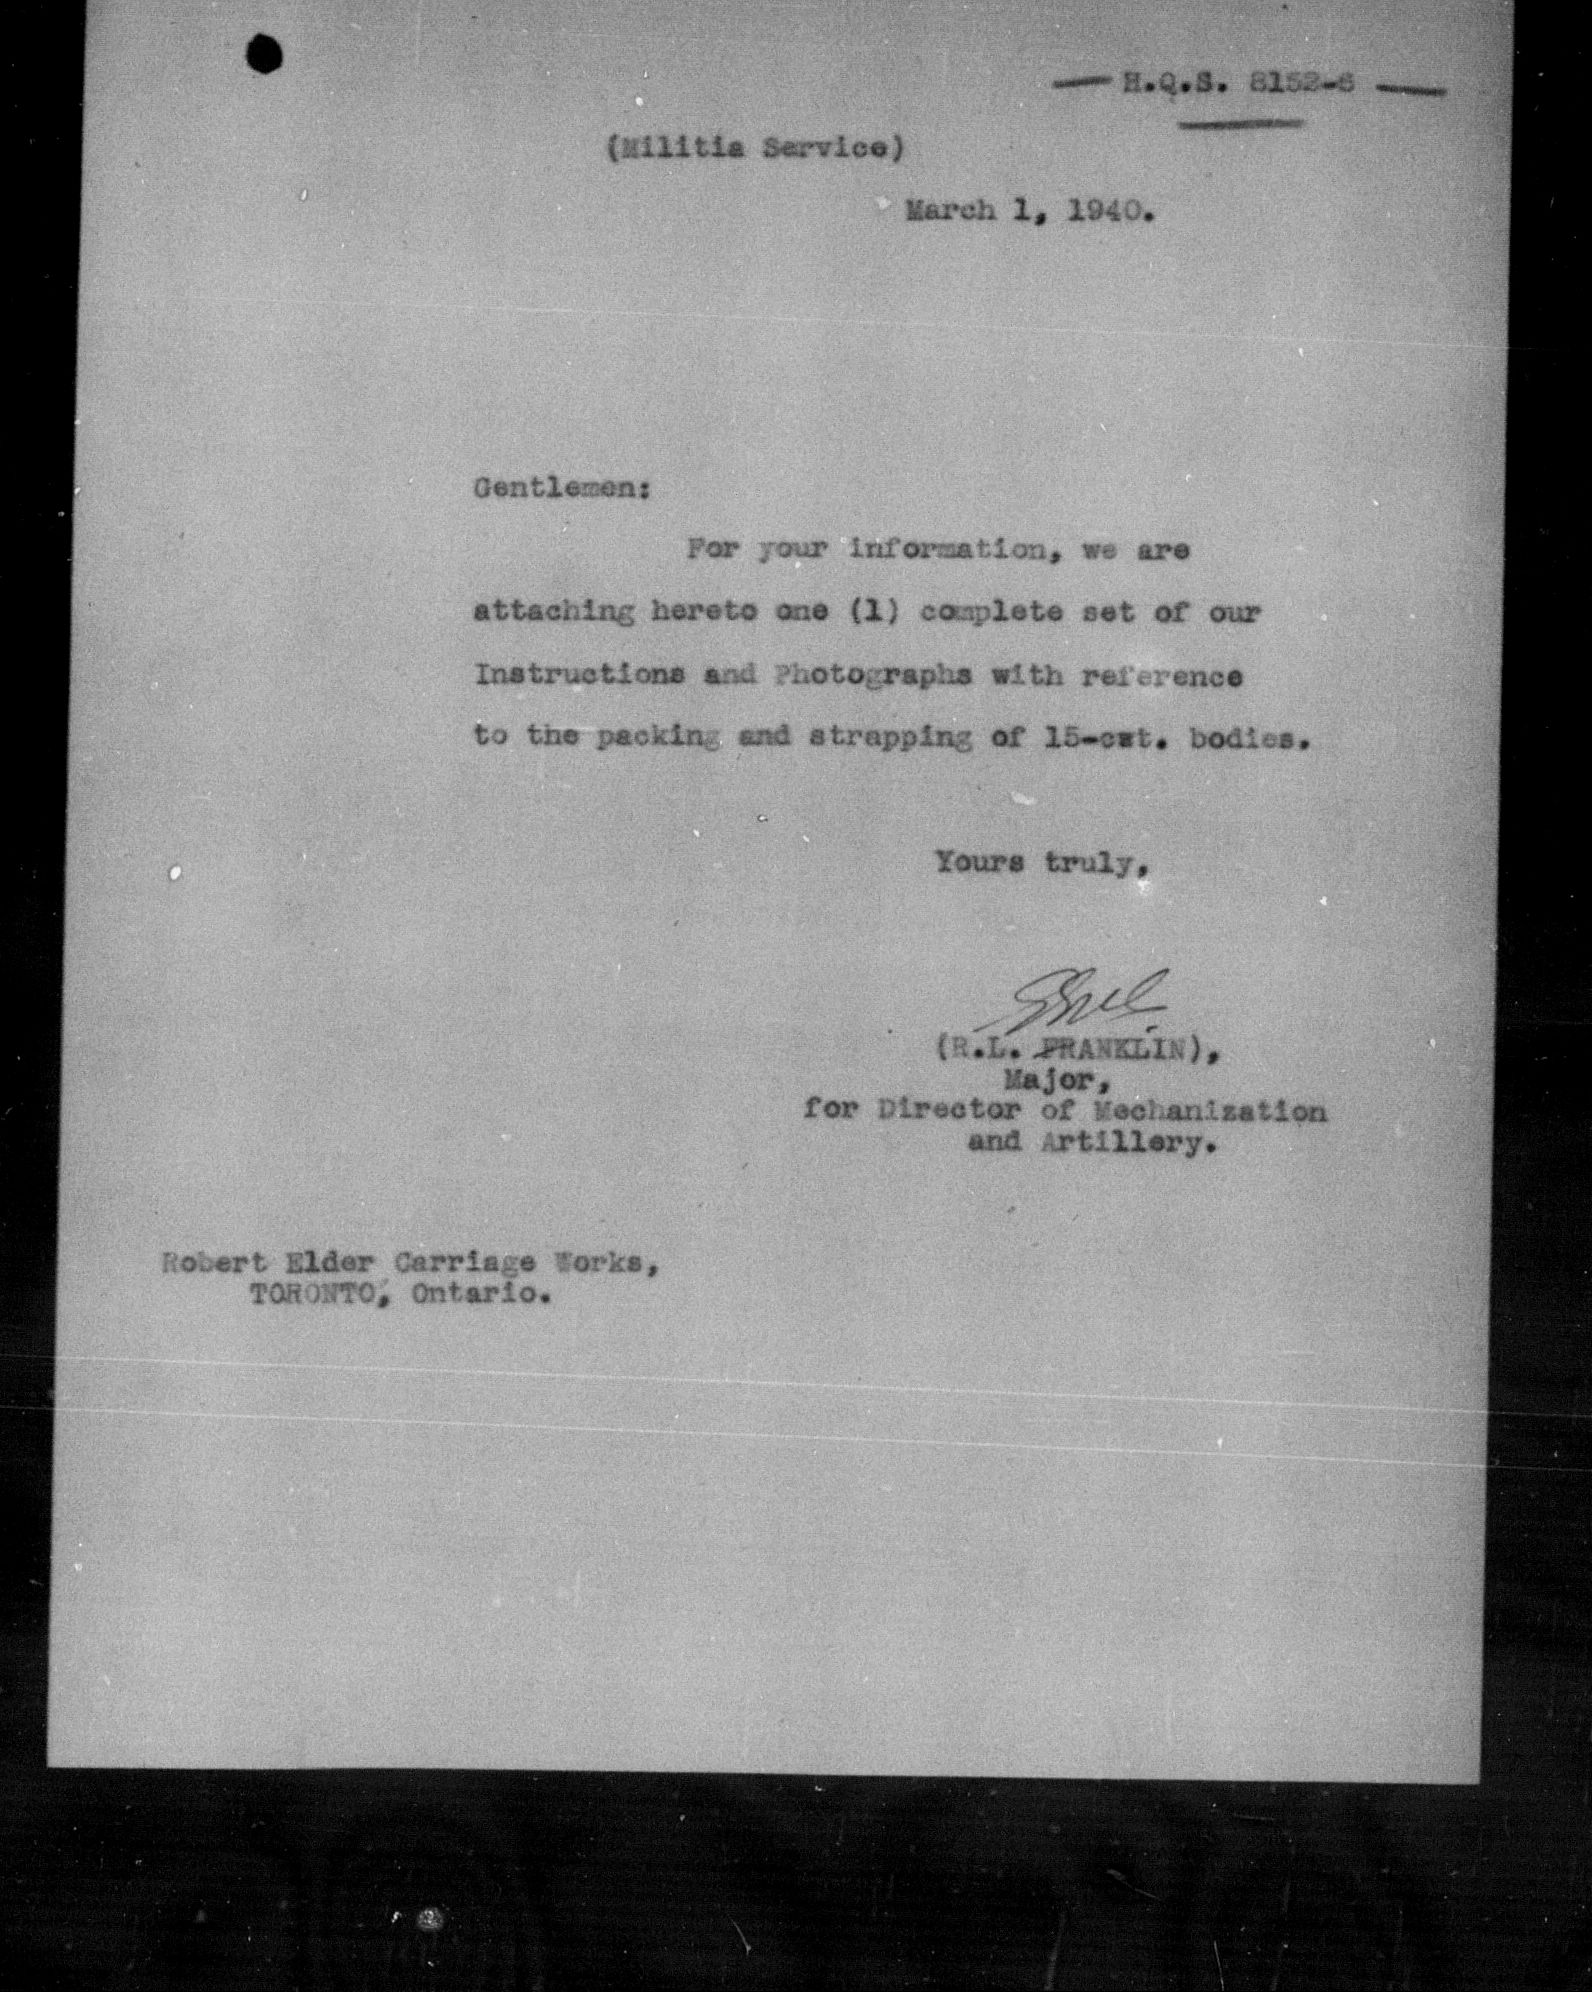 H.Q.S. 8152-6
(Militia Service)
March 1, 1940.
Gentlemen:
For your information, we are
attaching hereto one (1) complete set of our
Instructions and Photographs with reference
to the packing and strapping of 15-cwt. bodies.
Yours truly,
(R.L. FRANKLIN),
Major,
for Director of Mechanization
and Artillery.
Robert Elder Carriage Works,
TORONTO, Ontario.